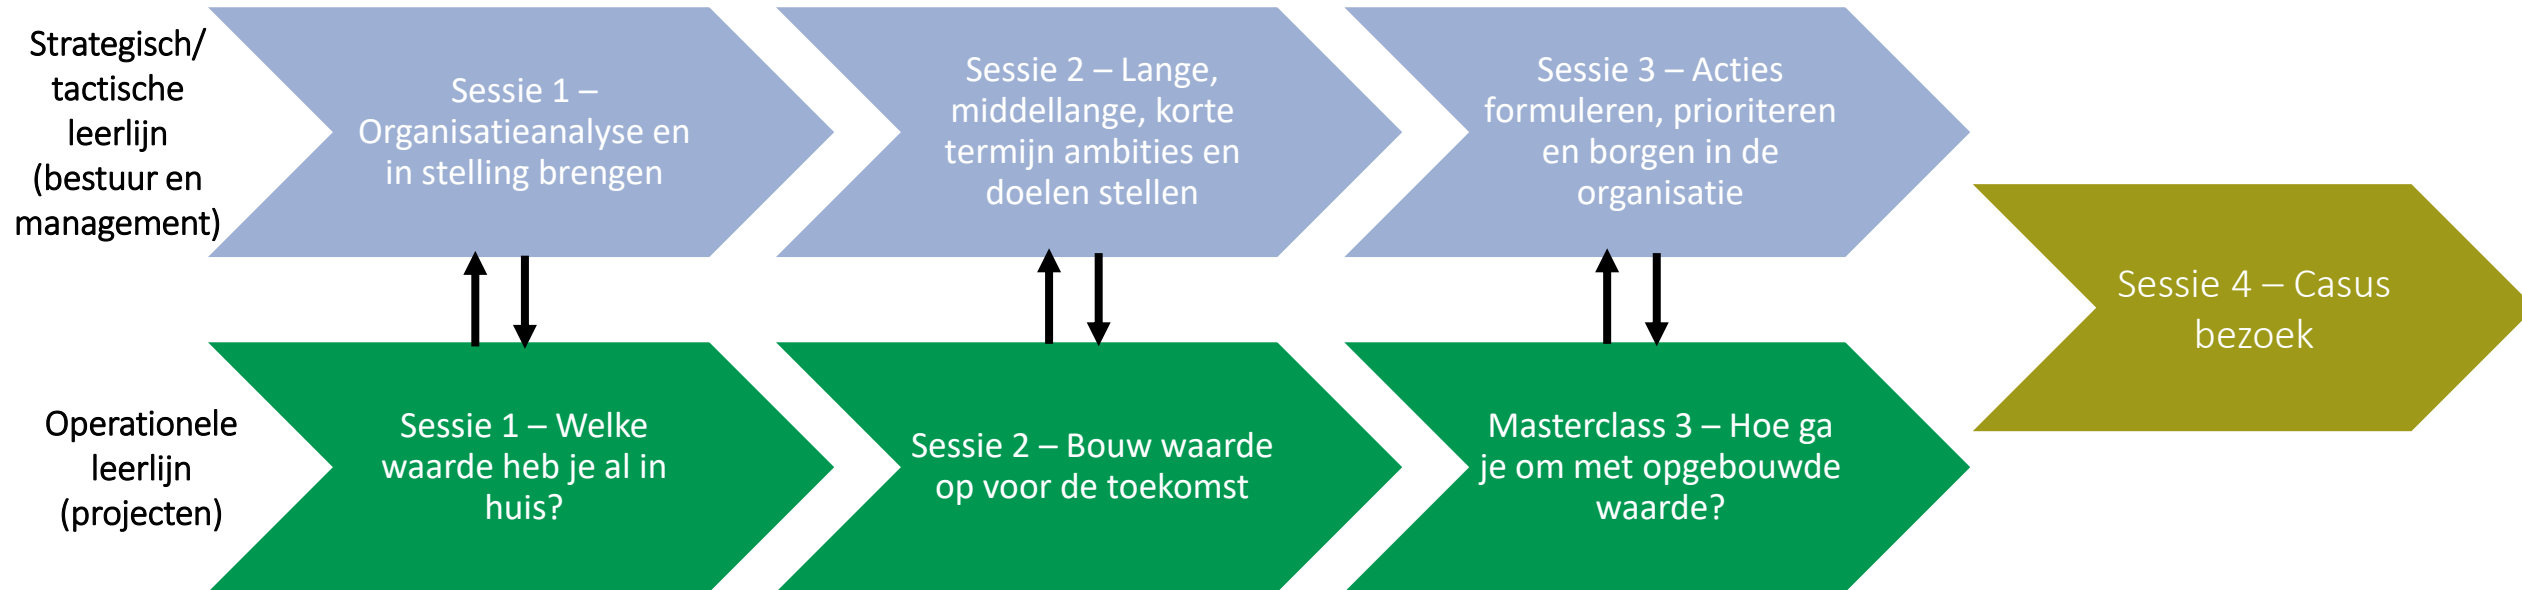 Strategisch/
tactische
leerlijn
(bestuur en
management)
Sessie 1 –
Organisatieanalyse en
in stelling brengen
Sessie 2 – Lange,
middellange, korte
termijn ambities en
doelen stellen
Sessie 3 – Acties
formuleren, prioriteren
en borgen in de
organisatie
Sessie 4 – Casus
bezoek
Operationele
leerlijn
(projecten)
Sessie 1 – Welke
waarde heb je al in
huis?
Sessie 2 – Bouw waarde
op voor de toekomst
Masterclass 3 – Hoe ga
je om met opgebouwde
waarde?